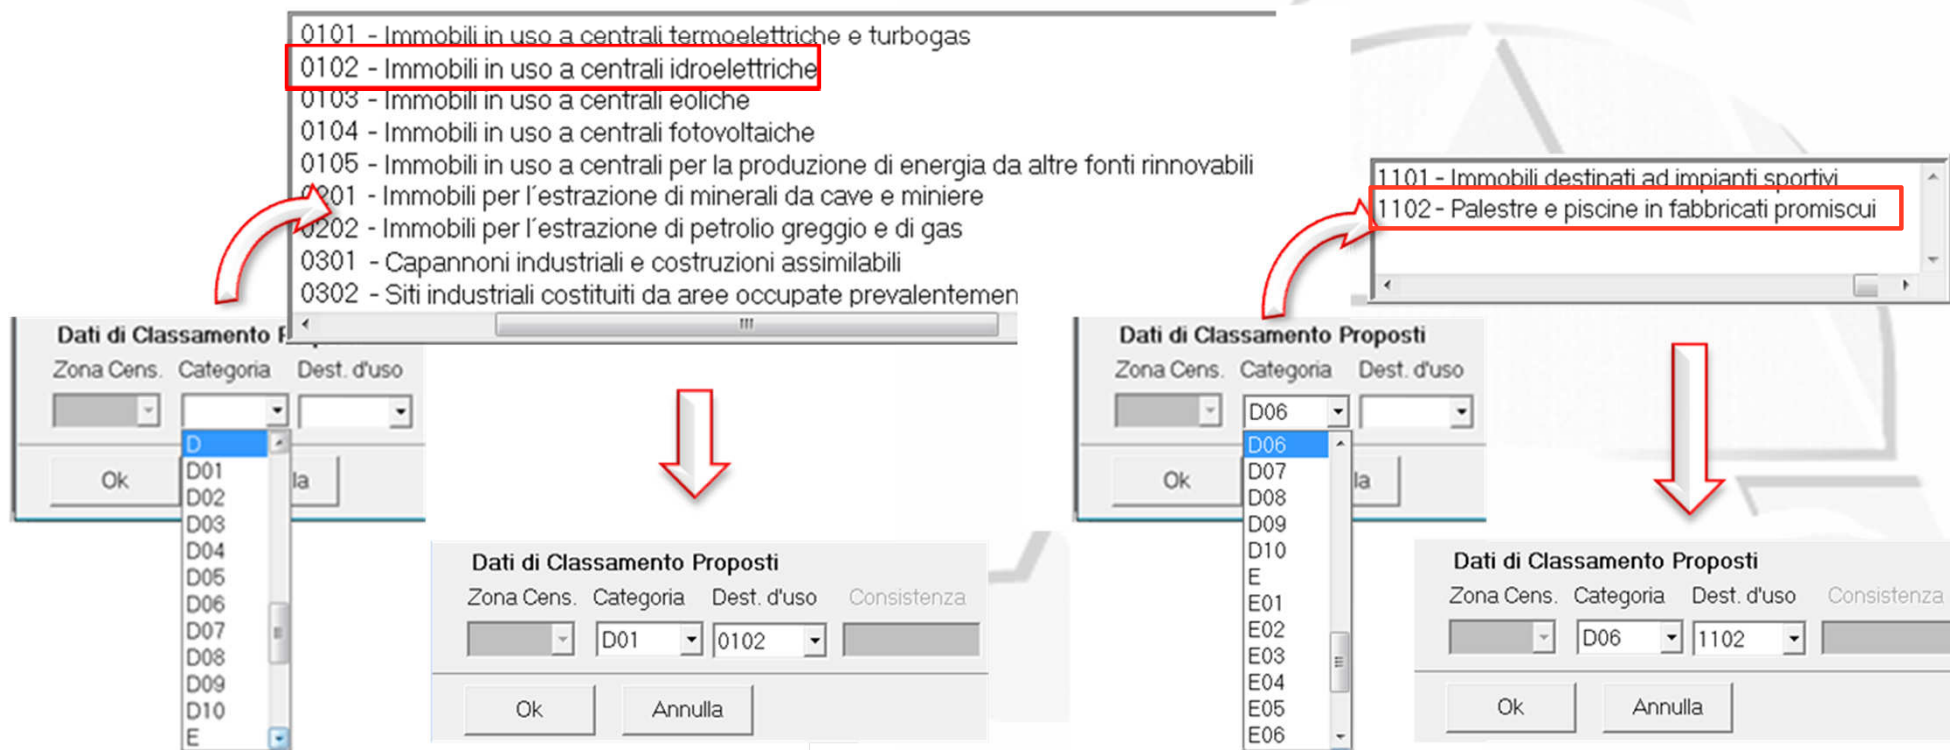 0101 - Immobili in uso a centrali termoelettriche e turbogas
0102 - Immobili in uso a centrali idroelettriche
0103 - Immobili in uso a centrali eoliche
0104 - Immobili in uso a centrali fotovoltaiche
0105 - Immobili in uso a centrali per la produzione di energia da altre fonti rinnovabili
0201 - Immobili per l´estrazione di minerali da cave e miniere
0202 - Immobili per l´estrazione di petrolio greggio e di gas
0301 - Capannoni industriali e costruzioni assimilabili
0302 - Siti industriali costituiti da aree occupate prevalentemen
Dati di Classamento P
Zona Cens. Categoria Dest. d'uso
D
D01
D02
D03
D04
D05
D06
D07
D08
D09
D10
E
Ok
la
Dati di Classamento Proposti
Zona Cens. Categoria Dest. d'uso Consistenza
D01 0102
Ok Annulla
1101 - Immobili destinati ad impianti sportivi
1102 - Palestre e piscine in fabbricati promiscui
Dati di Classamento Proposti
Zona Cens. Categoria Dest. d'uso
D06
D06
D07
D08
D09
D10
E
E01
E02
E03
E04
E05
E06
Ok
la
Dati di Classamento Proposti
Zona Cens. Categoria Dest. d'uso Consistenza
D06 1102
Ok Annulla